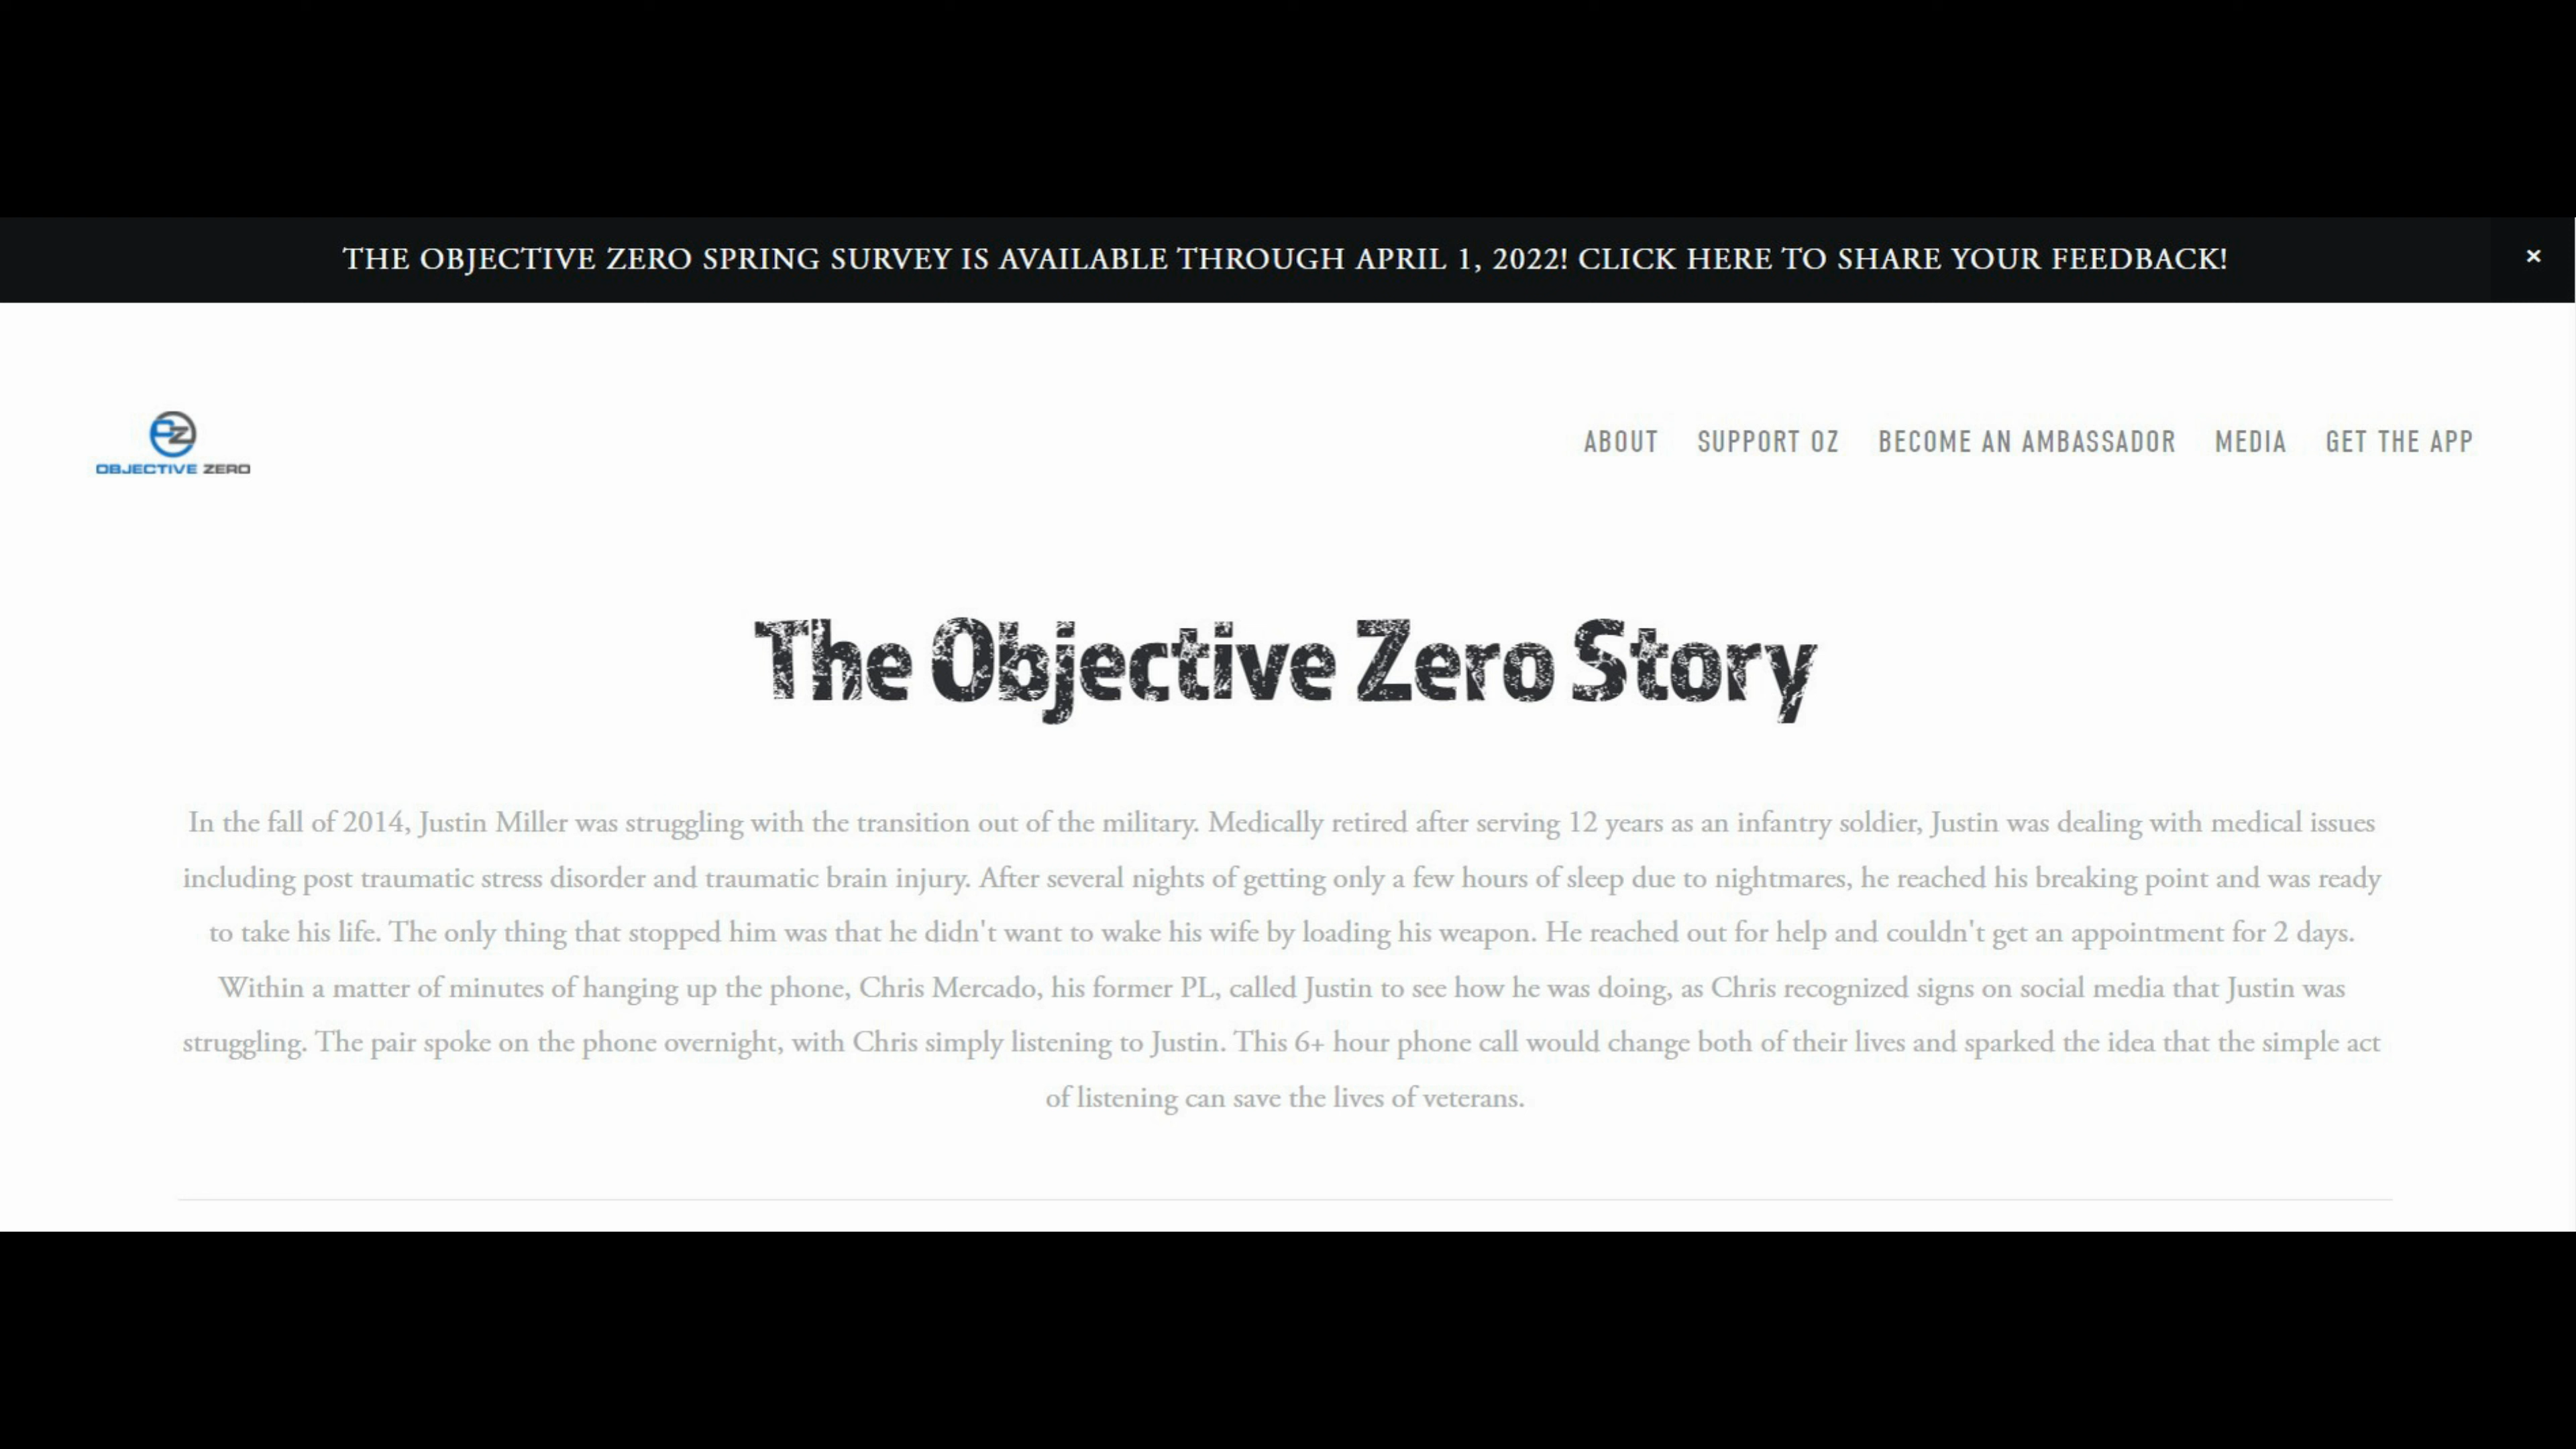 THE OBJECTIVE ZERO SPRING SURVEY IS AVAILABLE THROUGH APRIL 1, 2022! CLICK HERE TO SHARE YOUR FEEDBACK! ×
OZ
OBJECTIVE ZERO
ABOUT SUPPORT OZ BECOME AN AMBASSADOR MEDIA GET THE APP
The Objective Zero Story
In the fall of 2014, Justin Miller was struggling with the transition out of the military. Medically retired after serving 12 years as an infantry soldier, Justin was dealing with medical issues
including post traumatic stress disorder and traumatic brain injury. After several nights of getting only a few hours of sleep due to nightmares, he reached his breaking point and was ready
to take his life. The only thing that stopped him was that he didn't want to wake his wife by loading his weapon. He reached out for help and couldn't get an appointment for 2 days.
Within a matter of minutes of hanging up the phone, Chris Mercado, his former PL, called Justin to see how he was doing, as Chris recognized signs on social media that Justin was
struggling. The pair spoke on the phone overnight, with Chris simply listening to Justin. This 6+ hour phone call would change both of their lives and sparked the idea that the simple act
of listening can save the lives of veterans.